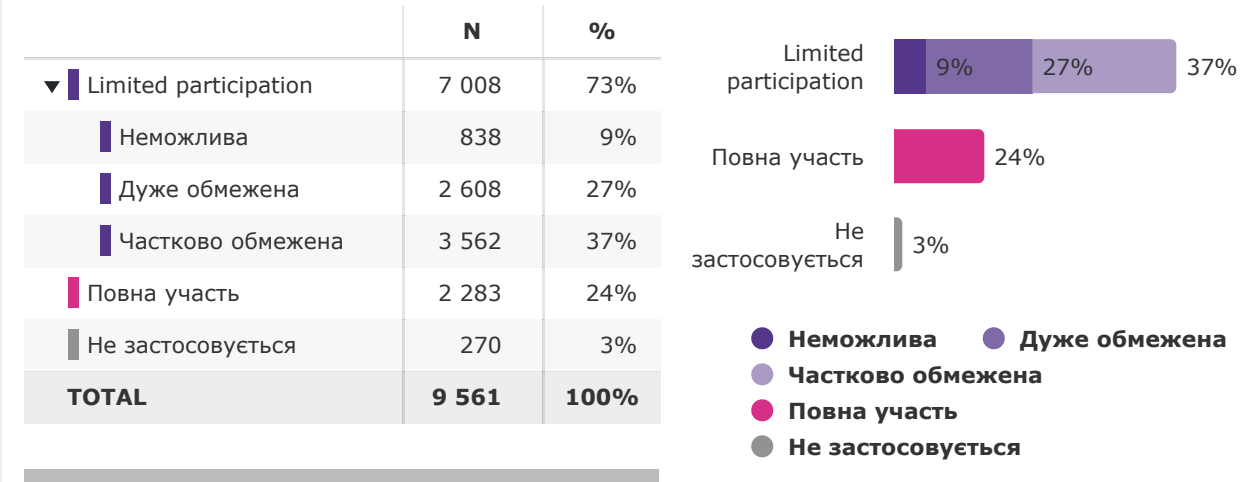 N %
Limited participation 7 008 73%
Неможлива 838 9%
Дуже обмежена 2 608 27%
Частково обмежена 3 562 37%
Повна участь 2 283 24%
Не застосовується 270 3%
TOTAL 9 561 100%
Limited
participation
9% 27% 37%
Повна участь 24%
Не
застосовується
3%
Неможлива Дуже обмежена
Частково обмежена
Повна участь
Не застосовується